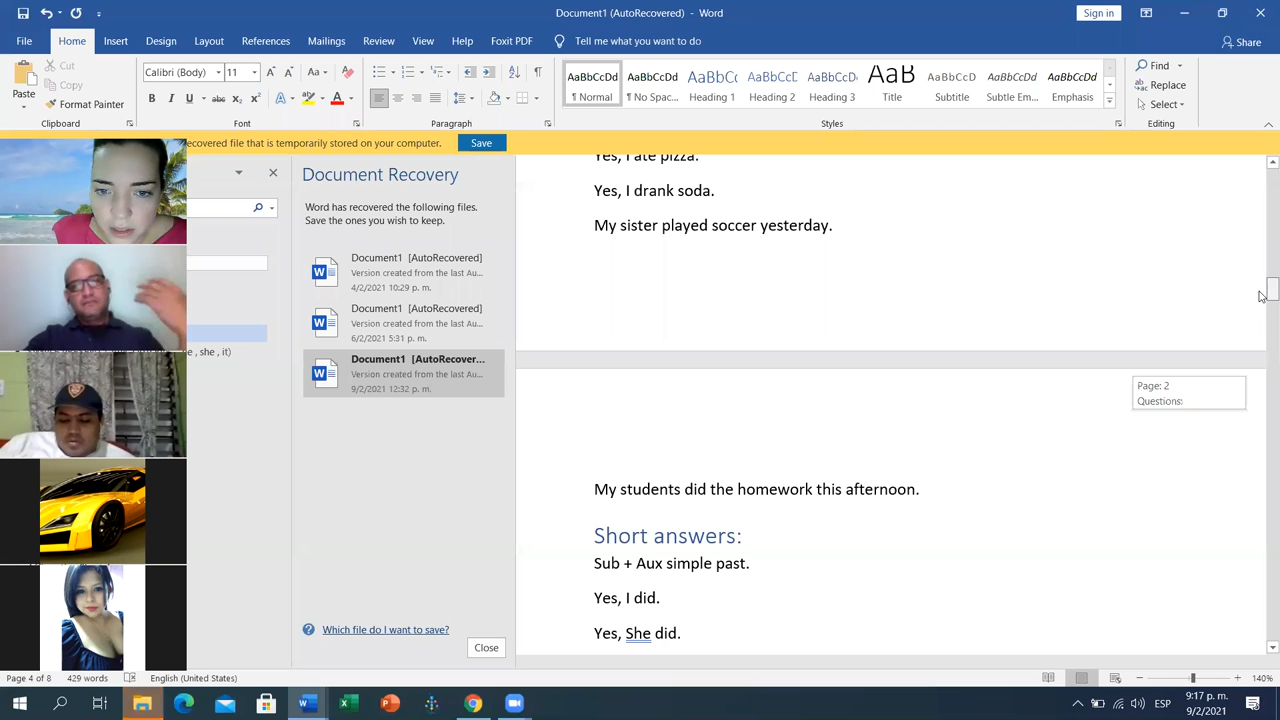 Document1 (AutoRecovered) - Word
Sign in
File Home Insert Design Layout References Mailings Review View Help Foxit PDF Tell me what you want to do Share
Paste
Cut
Copy
Format Painter
Clipboard
Calibri (Body) 11
Font
Paragraph
AaBbCcDd AaBbCcDd AaBbC( AaBbCcD AaBbCcD AaB AaBbCcD AaBbCcDd AaBbCcDd
¶ Normal ¶ No Spac... Heading 1 Heading 2 Heading 3 Title Subtitle Subtle Em... Emphasis
Styles
Find
Replace
Select
Editing
ecovered file that is temporarily stored on your computer. Save
, she , it)
Document Recovery
Word has recovered the following files.
Save the ones you wish to keep.
Document1 [AutoRecovered]
Version created from the last Au...
4/2/2021 10:29 p. m.
Document1 [AutoRecovered]
Version created from the last Au...
6/2/2021 5:31 p. m.
Document1 [AutoRecover...
Version created from the last Au...
9/2/2021 12:32 p. m.
Which file do I want to save?
Close
Yes, I ate pizza.
Yes, I drank soda.
My sister played soccer yesterday.
Page: 2
Questions:
My students did the homework this afternoon.
Short answers:
Sub + Aux simple past.
Yes, I did.
Yes, She did.
Page 4 of 8 429 words English (United States) 140%
ESP
9:17 p. m.
9/2/2021